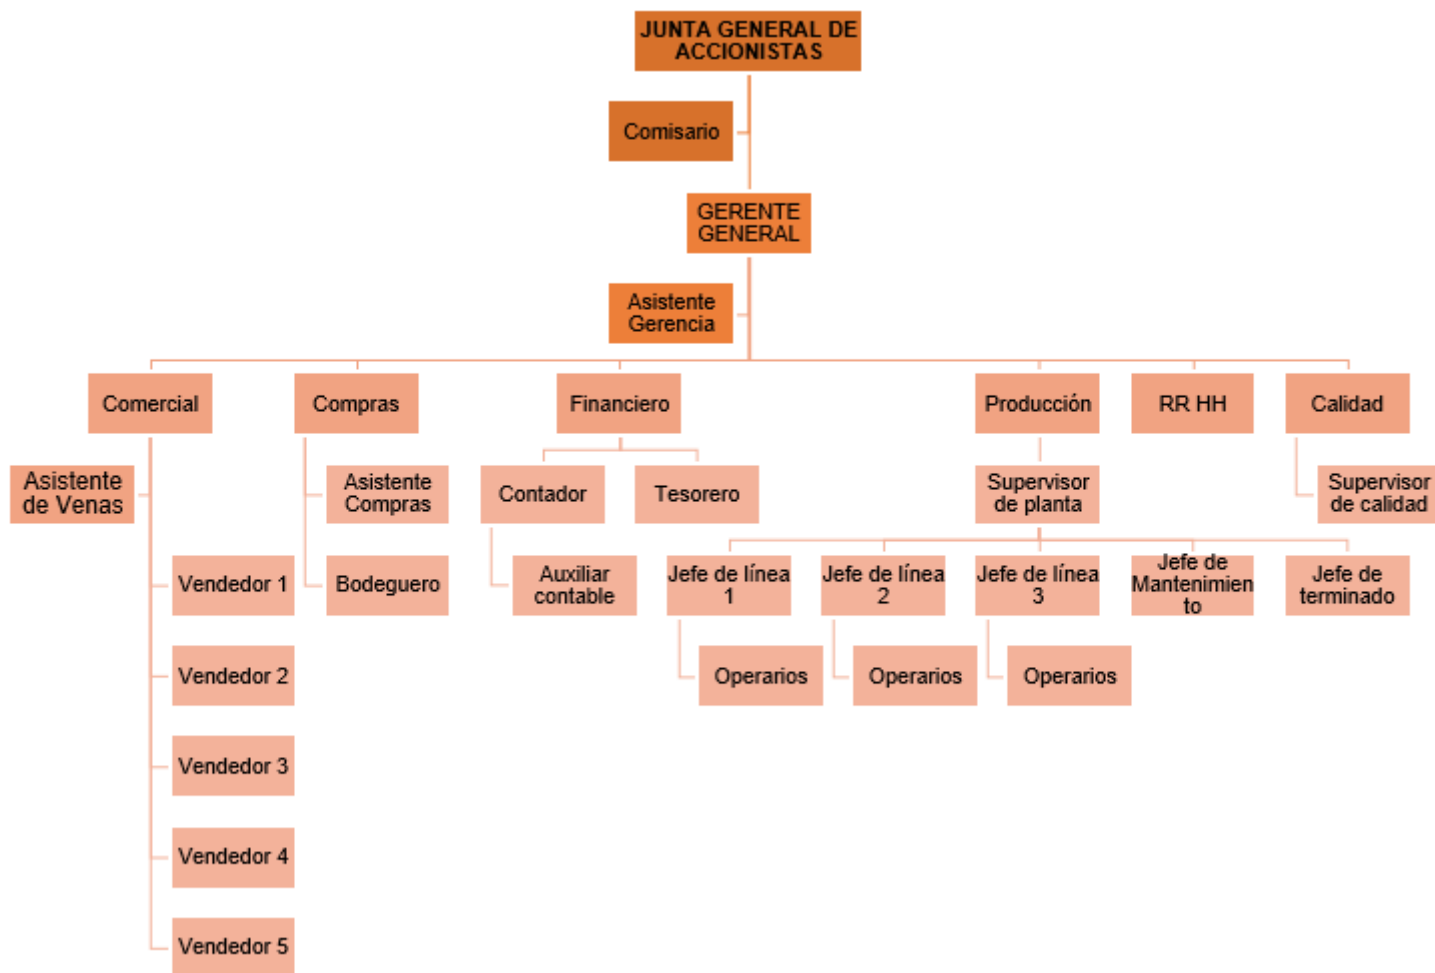 JUNTA GENERAL DE
ACCIONISTAS
Comisario
GERENTE
GENERAL
Asistente
Gerencia
Comercial
Compras
Financiero
Producción
RR HH
Calidad
Asistente
de Venas
Asistente
Compras
Contador
Tesorero
Supervisor
de planta
Supervisor
de calidad
Vendedor 1
Bodeguero
Auxiliar
contable
Jefe de línea
1
Jefe de línea
2
Jefe de línea
3
Jefe de
Mantenimien
to
Jefe de
terminado
Vendedor 2
Operarios
Operarios
Operarios
Vendedor 3
Vendedor 4
Vendedor 5